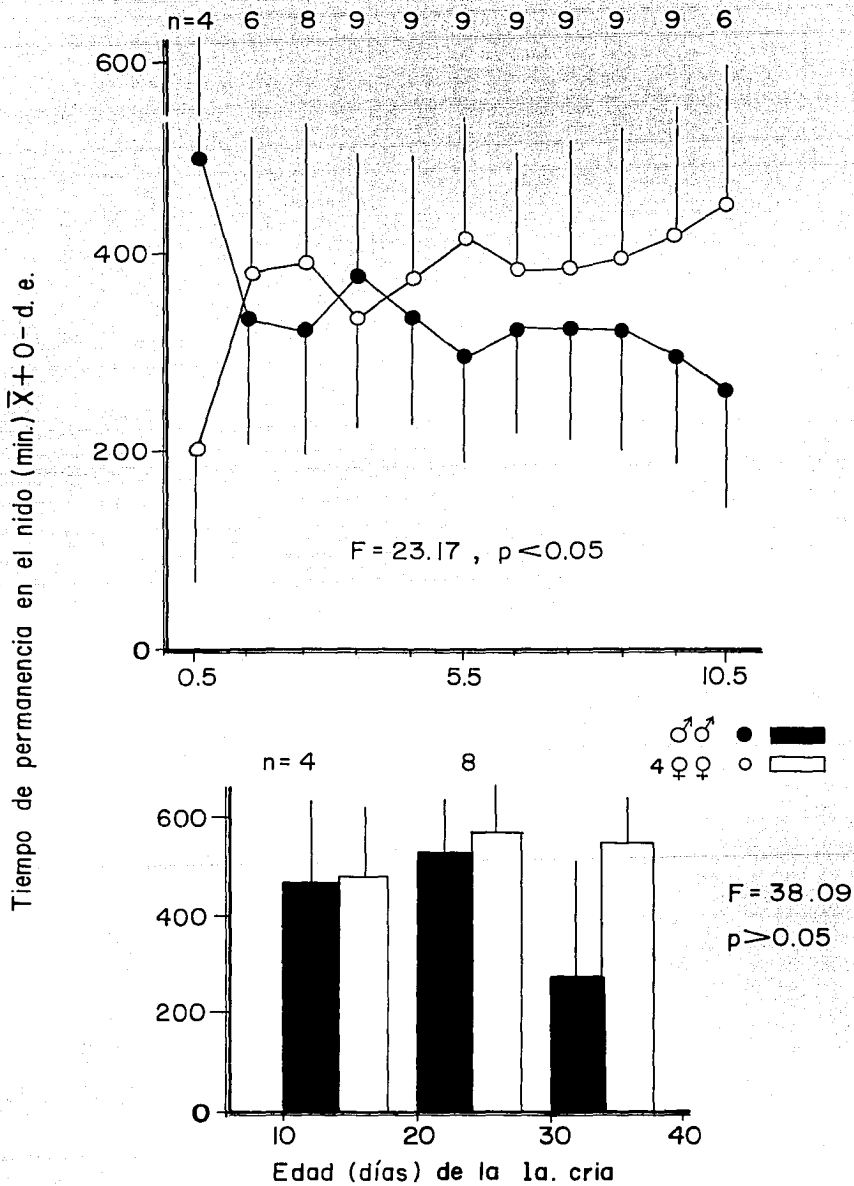 n=4 6 8 9 9 9 9 9 9 9 6
600
400
200
0
0.5 5.5 10.5
F = 23.17 , p < 0.05
Tiempo de permanencia en el nido (min.) X̅ + O - d. e.
♂♂
4 ♀♀
n= 4 8
600
400
200
0
F = 38.09
p > 0.05
10 20 30 40
Edad (días) de la 1a. cria